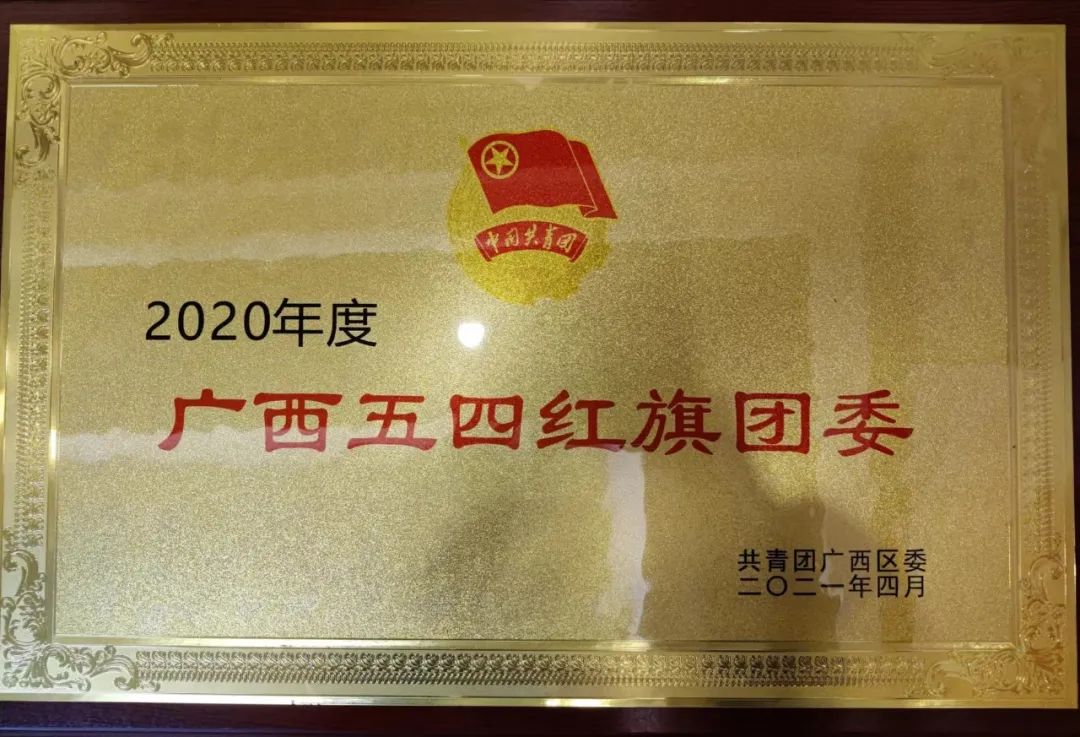 中国共青团
2020年度
广西五四红旗团委
共青团广西区委
二〇二一年四月